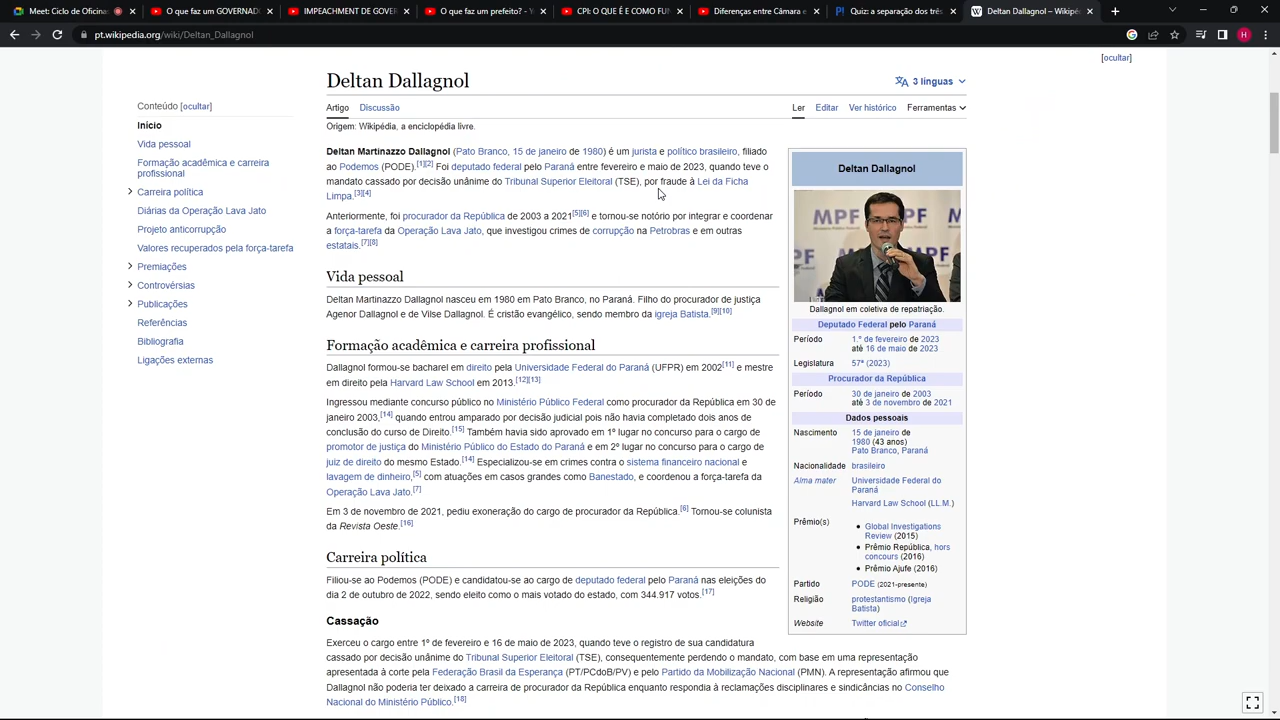 Meet: Ciclo de Oficinas
O que faz um GOVERNADO
IMPEACHMENT DE GOVER
O que faz um prefeito? -
CPI: O QUE É E COMO FUN
Diferenças entre Câmara e
Quiz: a separação dos três
Deltan Dallagnol – Wikipédi
pt.wikipedia.org/wiki/Deltan_Dallagnol
H
[ocultar]
Deltan Dallagnol
3 línguas
Artigo Discussão
Ler Editar Ver histórico Ferramentas
Origem: Wikipédia, a enciclopédia livre.
Conteúdo [ocultar]
Início
Vida pessoal
Formação acadêmica e carreira
profissional
Carreira política
Diárias da Operação Lava Jato
Projeto anticorrupção
Valores recuperados pela força-tarefa
Premiações
Controvérsias
Publicações
Referências
Bibliografia
Ligações externas
Deltan Martinazzo Dallagnol (Pato Branco, 15 de janeiro de 1980) é um jurista e político brasileiro, filiado
ao Podemos (PODE).[1][2] Foi deputado federal pelo Paraná entre fevereiro e maio de 2023, quando teve o
mandato cassado por decisão unânime do Tribunal Superior Eleitoral (TSE), por fraude à Lei da Ficha
Limpa.[3][4]
Anteriormente, foi procurador da República de 2003 a 2021[5][6] e tornou-se notório por integrar e coordenar
a força-tarefa da Operação Lava Jato, que investigou crimes de corrupção na Petrobras e em outras
estatais.[7][8]
Vida pessoal
Deltan Martinazzo Dallagnol nasceu em 1980 em Pato Branco, no Paraná. Filho do procurador de justiça
Agenor Dallagnol e de Vilse Dallagnol. É cristão evangélico, sendo membro da igreja Batista.[9][10]
Formação acadêmica e carreira profissional
Dallagnol formou-se bacharel em direito pela Universidade Federal do Paraná (UFPR) em 2002[11] e mestre
em direito pela Harvard Law School em 2013.[12][13]
Ingressou mediante concurso público no Ministério Público Federal como procurador da República em 30 de
janeiro 2003,[14] quando entrou amparado por decisão judicial pois não havia completado dois anos de
conclusão do curso de Direito.[15] Também havia sido aprovado em 1º lugar no concurso para o cargo de
promotor de justiça do Ministério Público do Estado do Paraná e em 2º lugar no concurso para o cargo de
juiz de direito do mesmo Estado.[14] Especializou-se em crimes contra o sistema financeiro nacional e
lavagem de dinheiro,[5] com atuações em casos grandes como Banestado, e coordenou a força-tarefa da
Operação Lava Jato.[7]
Em 3 de novembro de 2021, pediu exoneração do cargo de procurador da República.[6] Tornou-se colunista
da Revista Oeste.[16]
Carreira política
Filiou-se ao Podemos (PODE) e candidatou-se ao cargo de deputado federal pelo Paraná nas eleições do
dia 2 de outubro de 2022, sendo eleito como o mais votado do estado, com 344.917 votos.[17]
Cassação
Exerceu o cargo entre 1º de fevereiro e 16 de maio de 2023, quando teve o registro de sua candidatura
cassado por decisão unânime do Tribunal Superior Eleitoral (TSE), consequentemente perdendo o mandato, com base em uma representação
apresentada à corte pela Federação Brasil da Esperança (PT/PCdoB/PV) e pelo Partido da Mobilização Nacional (PMN). A representação afirmou que
Dallagnol não poderia ter deixado a carreira de procurador da República enquanto respondia à reclamações disciplinares e sindicâncias no Conselho
Nacional do Ministério Público.[18]
Deltan Dallagnol
MPF MPF
Dallagnol em coletiva de repatriação.
Deputado Federal pelo Paraná
Período 1.º de fevereiro de 2023
até 16 de maio de 2023
Legislatura 57ª (2023)
Procurador da República
Período 30 de janeiro de 2003
até 3 de novembro de 2021
Dados pessoais
Nascimento 15 de janeiro de
1980 (43 anos)
Pato Branco, Paraná
Nacionalidade brasileiro
Alma mater Universidade Federal do
Paraná
Harvard Law School (LL.M.)
Prêmio(s) • Global Investigations
Review (2015)
• Prêmio República, hors
concours (2016)
• Prêmio Ajufe (2016)
Partido PODE (2021-presente)
Religião protestantismo (Igreja
Batista)
Website Twitter oficial